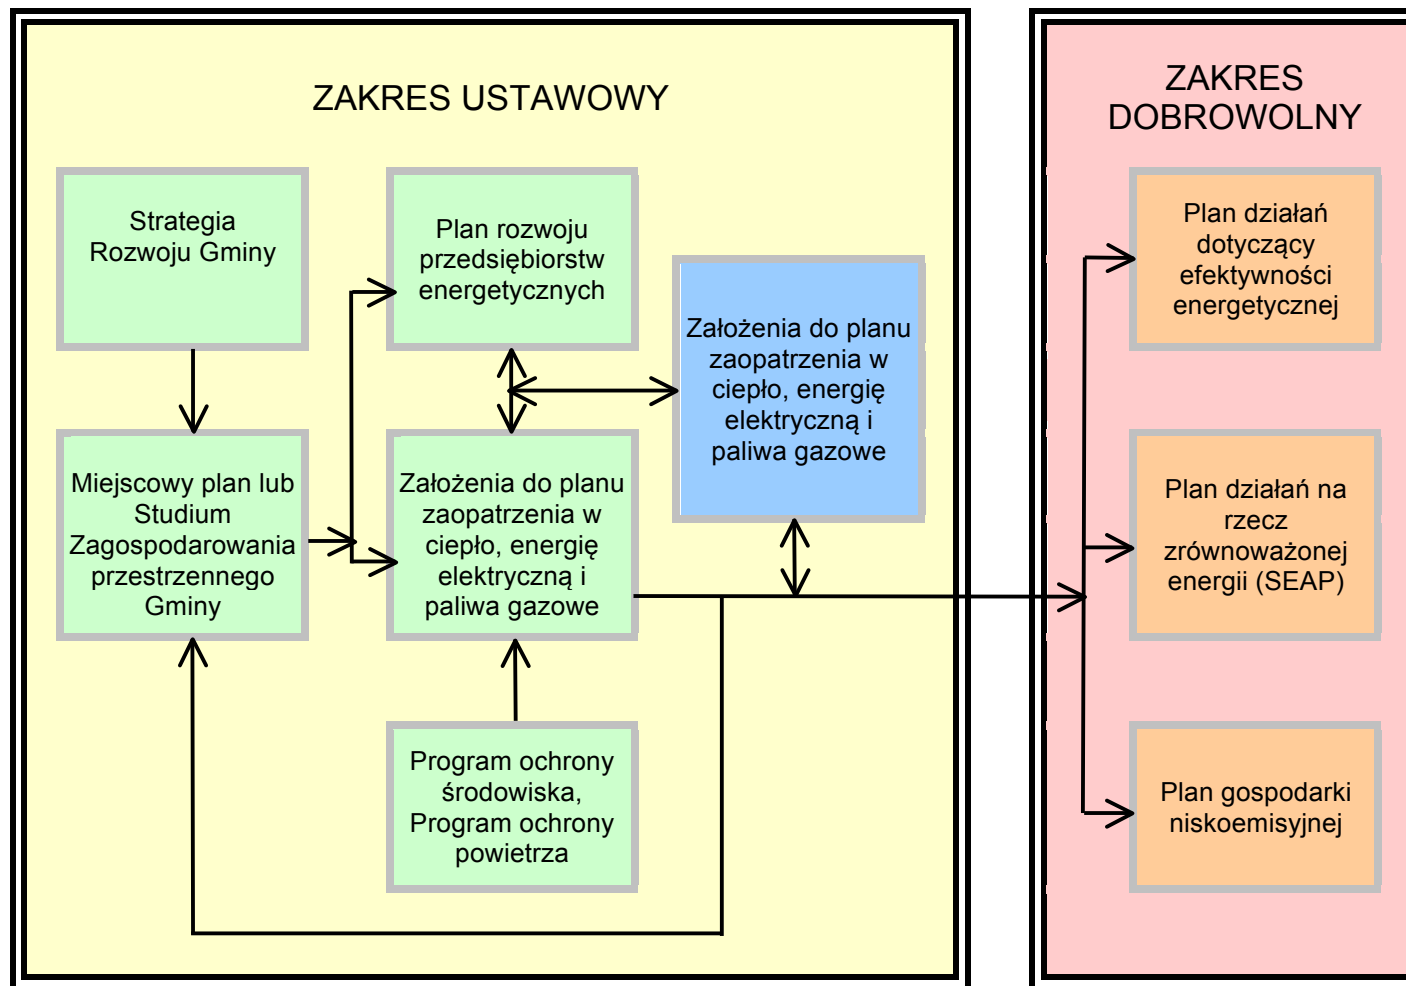 ZAKRES USTAWOWY
Strategia
Rozwoju Gminy
Plan rozwoju
przedsiębiorstw
energetycznych
Założenia do planu
zaopatrzenia w
ciepło, energię
elektryczną i
paliwa gazowe
Miejscowy plan lub
Studium
Zagospodarowania
przestrzennego
Gminy
Założenia do planu
zaopatrzenia w
ciepło, energię
elektryczną i
paliwa gazowe
Program ochrony
środowiska,
Program ochrony
powietrza
ZAKRES
DOBROWOLNY
Plan działań
dotyczący
efektywności
energetycznej
Plan działań na
rzecz
zrównoważonej
energii (SEAP)
Plan gospodarki
niskoemisyjnej